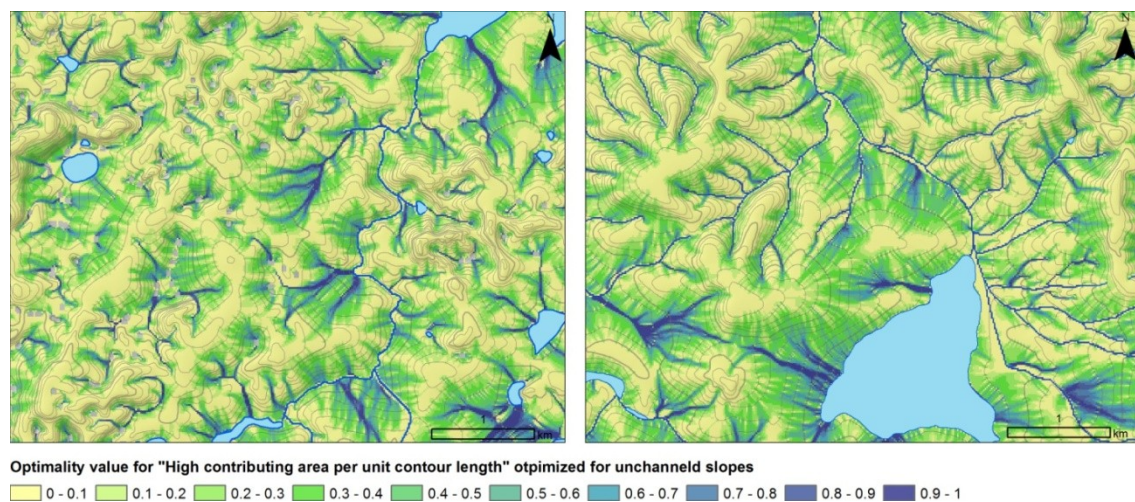 N
N
1
km
1
km
Optimality value for "High contributing area per unit contour length" otpimized for unchanneld slopes
0 - 0.1 0.1 - 0.2 0.2 - 0.3 0.3 - 0.4 0.4 - 0.5 0.5 - 0.6 0.6 - 0.7 0.7 - 0.8 0.8 - 0.9 0.9 - 1